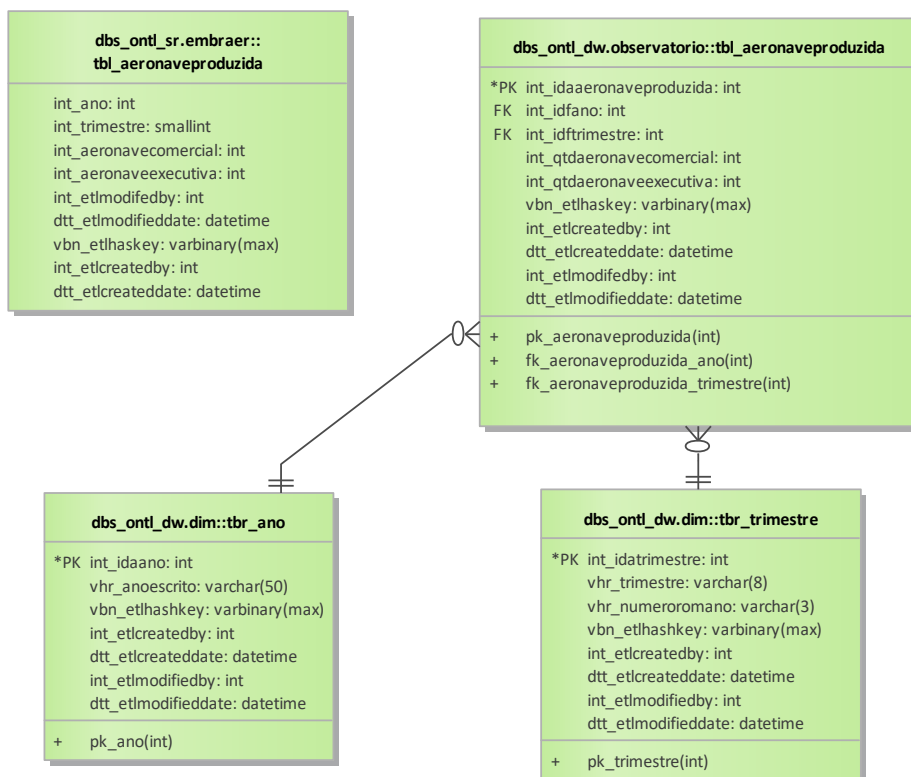 dbs_ontl_sr.embraer::
tbl_aeronaveproduzida
int_ano: int
int_trimestre: smallint
int_aeronavecomercial: int
int_aeronaveexecutiva: int
int_etlmodifedby: int
dtt_etlmodifieddate: datetime
vbn_etlhaskey: varbinary(max)
int_etlcreatedby: int
dtt_etlcreateddate: datetime
dbs_ontl_dw.observatorio::tbl_aeronaveproduzida
*PK int_idaaeronaveproduzida: int
FK int_idfano: int
FK int_idftrimestre: int
int_qtdaeronavecomercial: int
int_qtdaeronaveexecutiva: int
vbn_etlhaskey: varbinary(max)
int_etlcreatedby: int
dtt_etlcreateddate: datetime
int_etlmodifedby: int
dtt_etlmodifieddate: datetime
+ pk_aeronaveproduzida(int)
+ fk_aeronaveproduzida_ano(int)
+ fk_aeronaveproduzida_trimestre(int)
dbs_ontl_dw.dim::tbr_ano
*PK int_idaano: int
vhr_anoescrito: varchar(50)
vbn_etlhashkey: varbinary(max)
int_etlcreatedby: int
dtt_etlcreateddate: datetime
int_etlmodifiedby: int
dtt_etlmodifieddate: datetime
+ pk_ano(int)
dbs_ontl_dw.dim::tbr_trimestre
*PK int_idatrimestre: int
vhr_trimestre: varchar(8)
vhr_numeroromano: varchar(3)
vbn_etlhashkey: varbinary(max)
int_etlcreatedby: int
dtt_etlcreateddate: datetime
int_etlmodifiedby: int
dtt_etlmodifieddate: datetime
+ pk_trimestre(int)